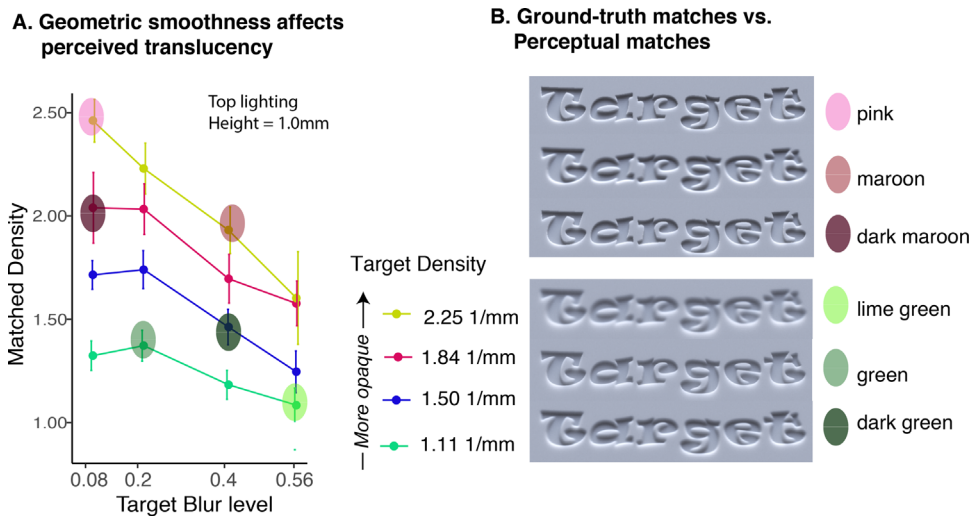 A. Geometric smoothness affects
perceived translucency
Top lighting
Height = 1.0mm
2.50
2.00
1.50
1.00
Matched Density
0.08 0.2 0.4 0.56
Target Blur level
Target Density
— More opaque —
2.25 1/mm
1.84 1/mm
1.50 1/mm
1.11 1/mm
B. Ground-truth matches vs.
Perceptual matches
Target
Target
Target
pink
maroon
dark maroon
Target
Target
Target
lime green
green
dark green